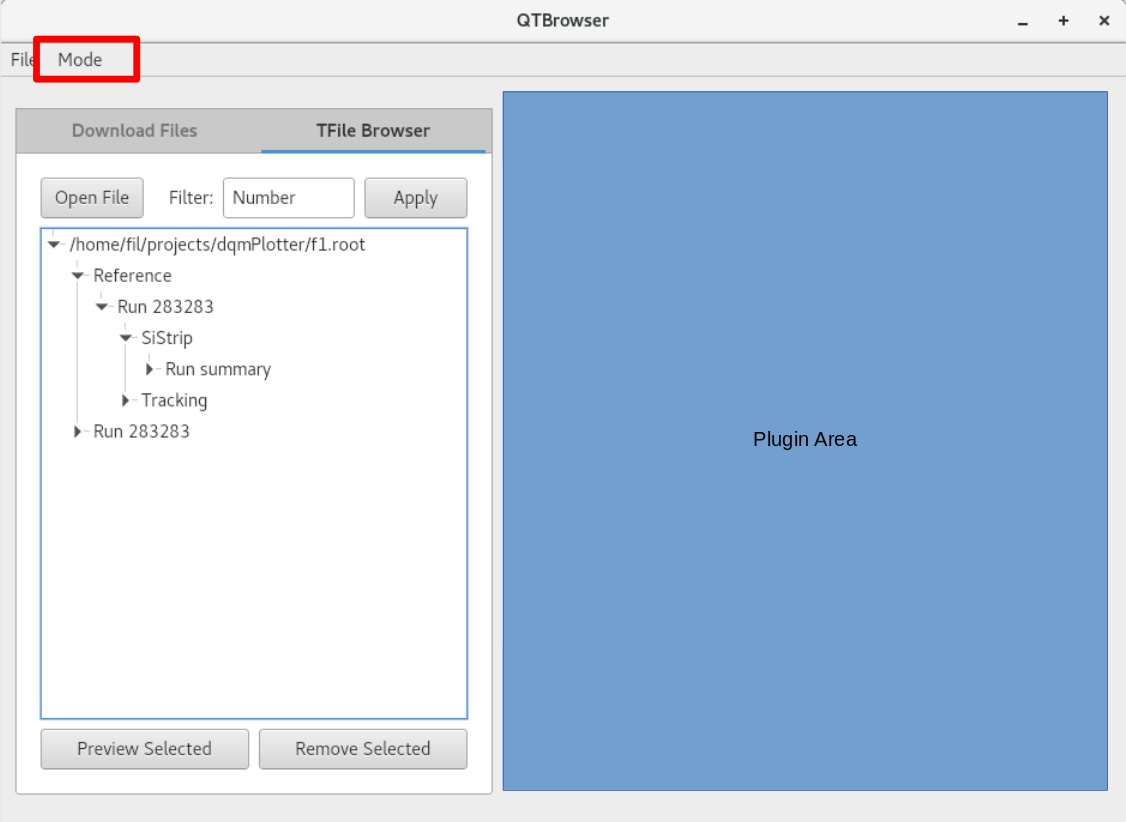 QTBrowser
File Mode
Download Files TFile Browser
Open File Filter: Number Apply
/home/fil/projects/dqmPlotter/f1.root
Reference
Run 283283
SiStrip
Run summary
Tracking
Run 283283
Preview Selected Remove Selected
Plugin Area